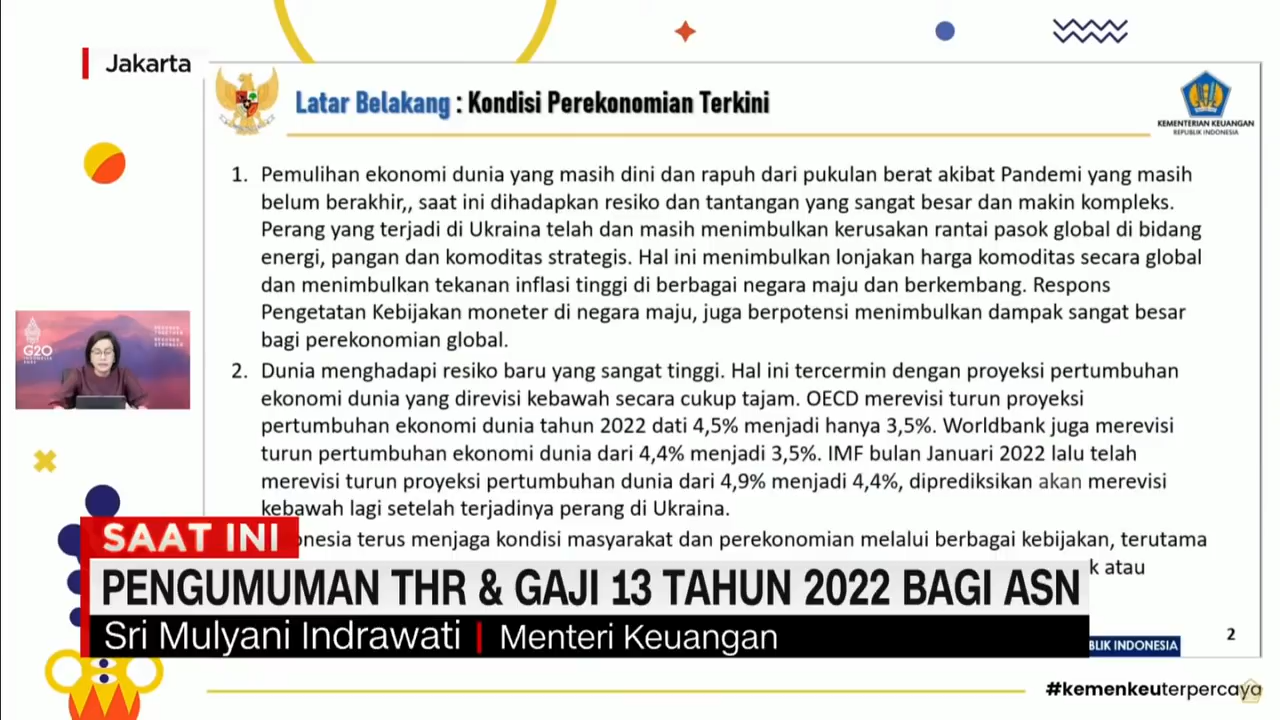 Jakarta
Latar Belakang : Kondisi Perekonomian Terkini
KEMENTERIAN KEUANGAN
REPUBLIK INDONESIA
1. Pemulihan ekonomi dunia yang masih dini dan rapuh dari pukulan berat akibat Pandemi yang masih
belum berakhir,, saat ini dihadapkan resiko dan tantangan yang sangat besar dan makin kompleks.
Perang yang terjadi di Ukraina telah dan masih menimbulkan kerusakan rantai pasok global di bidang
energi, pangan dan komoditas strategis. Hal ini menimbulkan lonjakan harga komoditas secara global
dan menimbulkan tekanan inflasi tinggi di berbagai negara maju dan berkembang. Respons
Pengetatan Kebijakan moneter di negara maju, juga berpotensi menimbulkan dampak sangat besar
bagi perekonomian global.
2. Dunia menghadapi resiko baru yang sangat tinggi. Hal ini tercermin dengan proyeksi pertumbuhan
ekonomi dunia yang direvisi kebawah secara cukup tajam. OECD merevisi turun proyeksi
pertumbuhan ekonomi dunia tahun 2022 dati 4,5% menjadi hanya 3,5%. Worldbank juga merevisi
turun pertumbuhan ekonomi dunia dari 4,4% menjadi 3,5%. IMF bulan Januari 2022 lalu telah
merevisi turun proyeksi pertumbuhan dunia dari 4,9% menjadi 4,4%, diprediksikan akan merevisi
kebawah lagi setelah terjadinya perang di Ukraina.
onesia terus menjaga kondisi masyarakat dan perekonomian melalui berbagai kebijakan, terutama
k atau
G20
SAAT INI
PENGUMUMAN THR & GAJI 13 TAHUN 2022 BAGI ASN
Sri Mulyani Indrawati | Menteri Keuangan
BLIK INDONESIA
2
#kemenkeuterpercaya